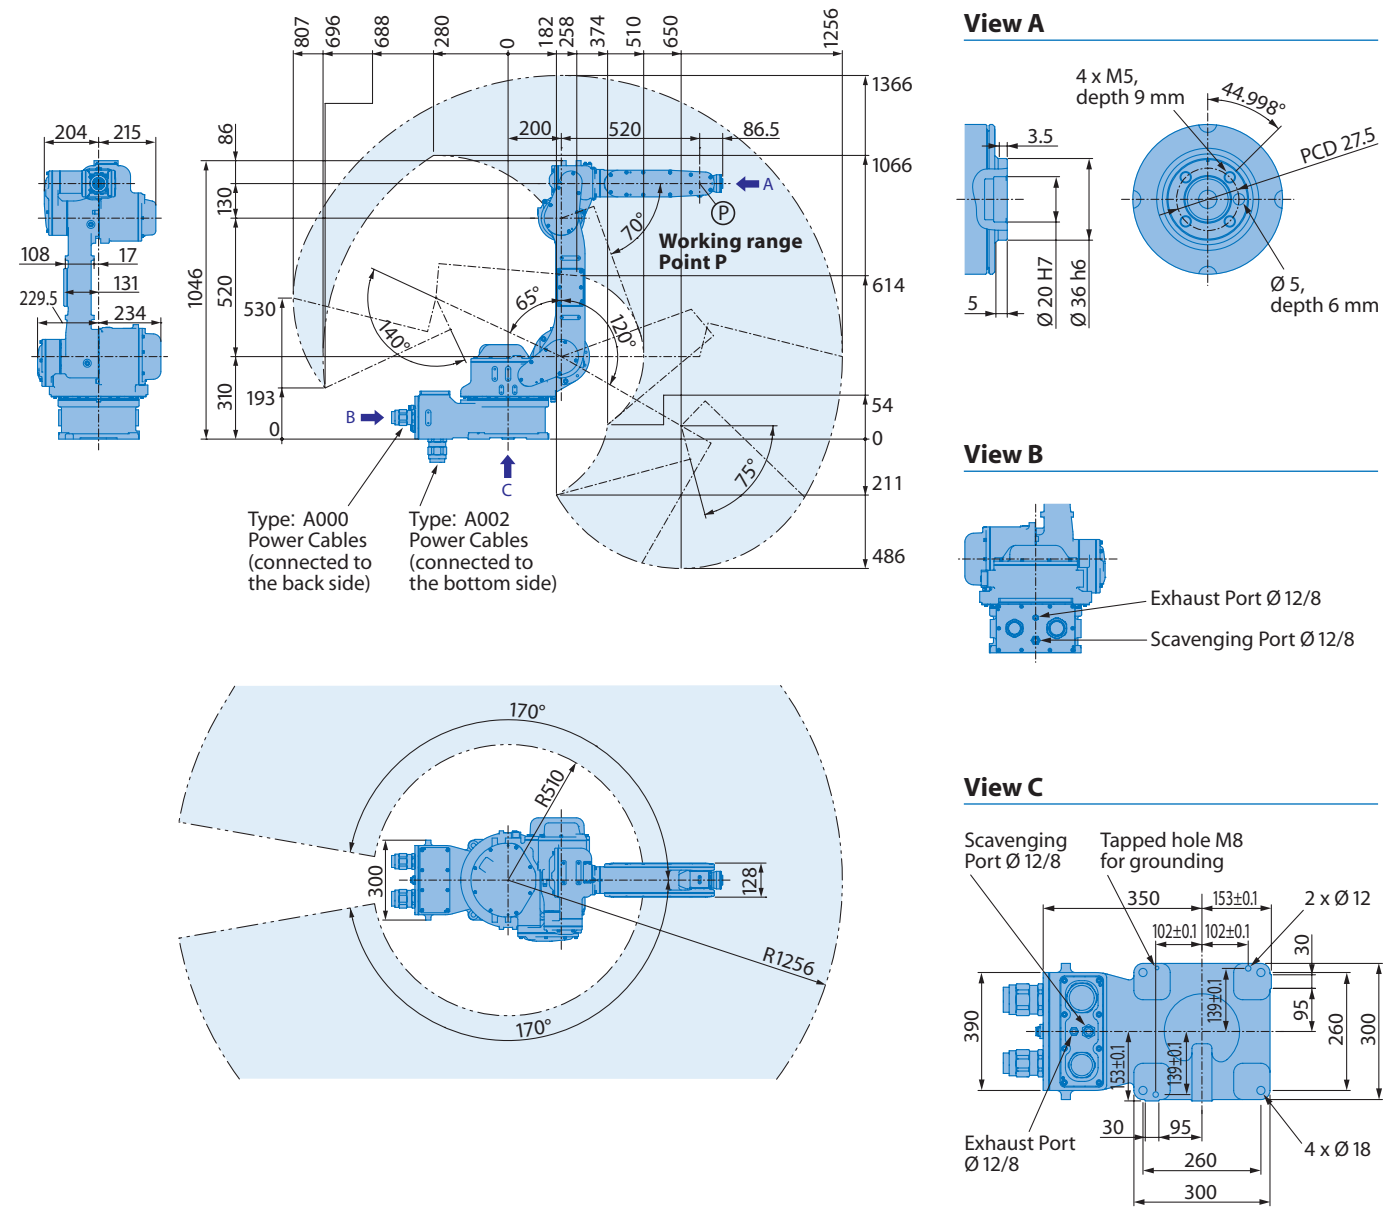 807
696
688
280
0
182
258
374
510
650
1256
View A
4 x M5,
depth 9 mm
44.998°
3.5
PCD 27.5
Ø 5,
depth 6 mm
5
Ø 20 H7
Ø 36 h6
204
215
108
17
131
229.5
234
86
130
1046
520
310
530
193
0
200
520
86.5
A
P
Working range
Point P
70°
65°
120°
140°
75°
B
C
1366
1066
614
54
0
211
486
Type: A000
Power Cables
(connected to
the back side)
Type: A002
Power Cables
(connected to
the bottom side)
View B
Exhaust Port Ø 12/8
Scavenging Port Ø 12/8
170°
R510
300
128
R1256
170°
View C
Scavenging
Port Ø 12/8
Tapped hole M8
for grounding
350
153±0.1
2 x Ø 12
102±0.1
102±0.1
30
139±0.1
95
390
260
300
153±0.1
139±0.1
30
95
Exhaust Port
Ø 12/8
4 x Ø 18
260
300